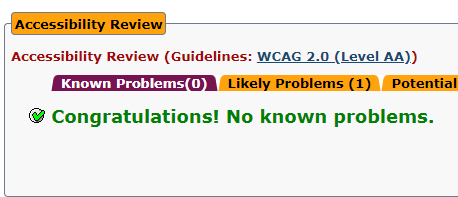 Accessibility Review
Accessibility Review (Guidelines: WCAG 2.0 (Level AA))
Known Problems(0) Likely Problems (1) Potential
Congratulations! No known problems.